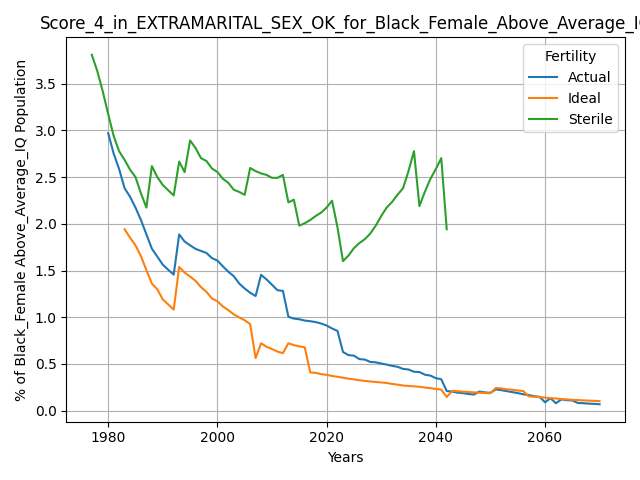 Score_4_in_EXTRAMARITAL_SEX_OK_for_Black_Female_Above_Average_I
% of Black_Female Above_Average_IQ Population
Fertility
Actual
Ideal
Sterile
3.5
3.0
2.5
2.0
1.5
1.0
0.5
0.0
1980 2000 2020 2040 2060
Years